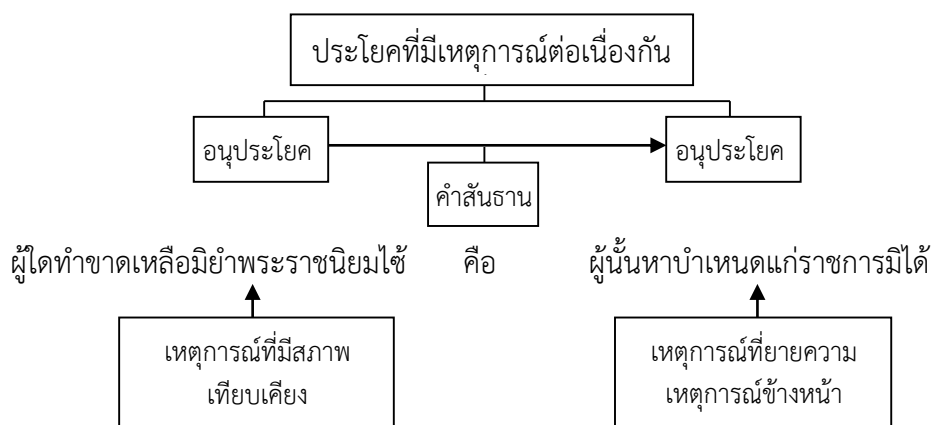 ประโยคที่มีเหตุการณ์ต่อเนื่องกัน
อนุประโยค
อนุประโยค
คำสันธาน
ผู้ใดทำขาดเหลือมิยำพระราชนิยมไซ้ คือ ผู้นั้นหาบำเหนดแก่ราชการมิได้
เหตุการณ์ที่มีสภาพ
เทียบเคียง
เหตุการณ์ที่ยายความ
เหตุการณ์ข้างหน้า